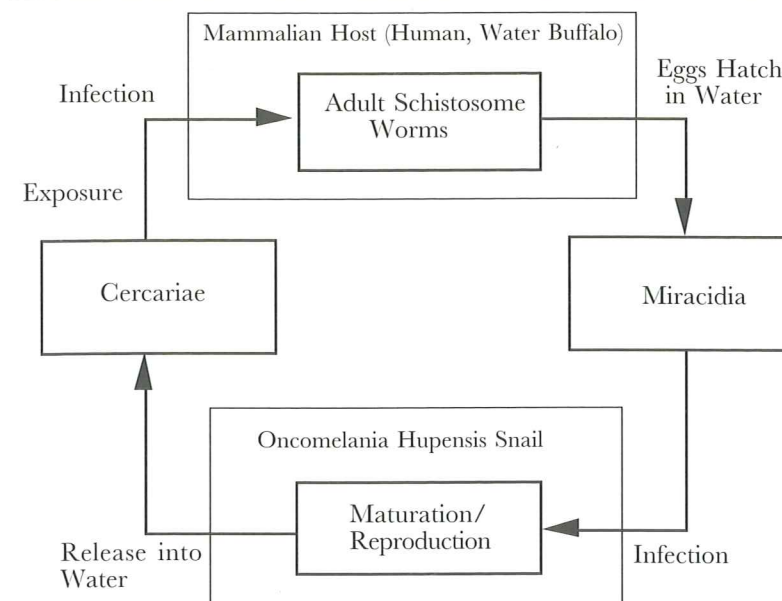 Mammalian Host (Human, Water Buffalo)
Adult Schistosome
Worms
Eggs Hatch
in Water
Infection
Exposure
Cercariae
Miracidia
Oncomelania Hupensis Snail
Maturation/
Reproduction
Release into
Water
Infection